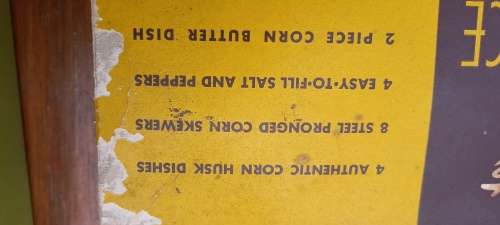 4 AUTHENTIC CORN HUSK DISHES
8 STEEL PRONGED CORN SKEWERS
4 EASY-TO-FILL SALT AND PEPPERS
2 PIECE CORN BUTTER DISH